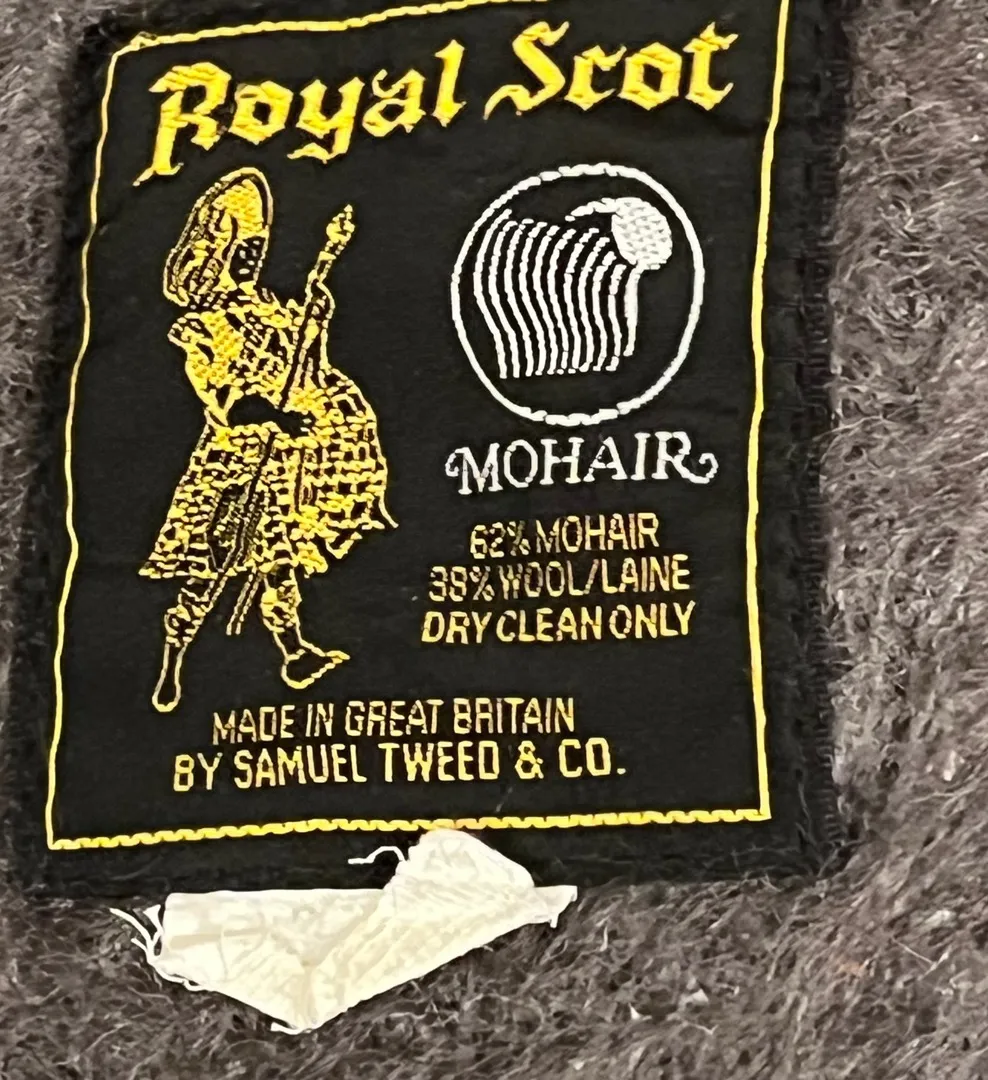 Royal Scot
MOHAIR
62% MOHAIR
38% WOOL/LAINE
DRY CLEAN ONLY
MADE IN GREAT BRITAIN
BY SAMUEL TWEED & CO.